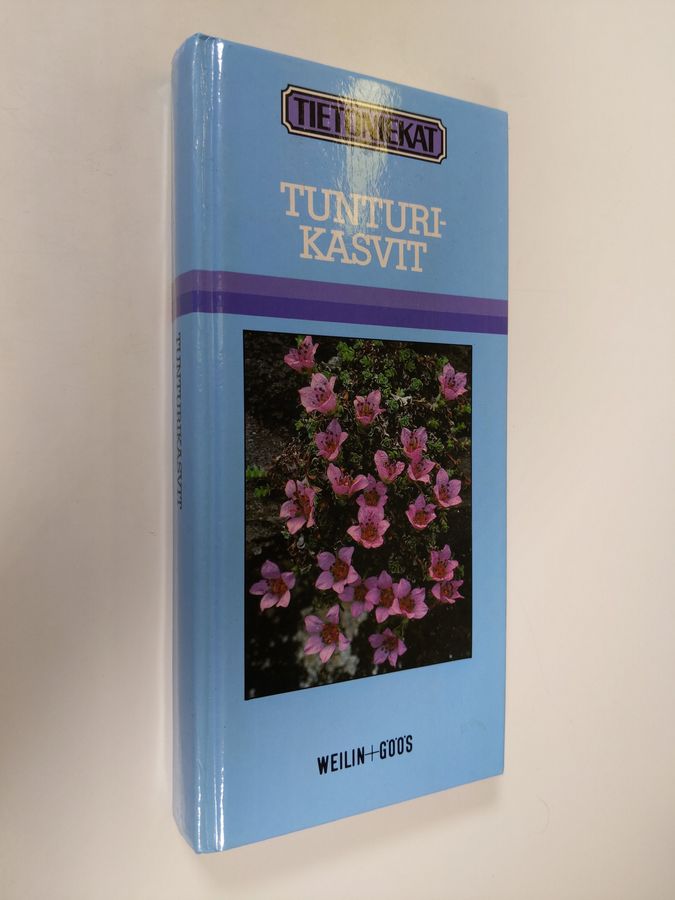 TIETONIEKAT
TUNTURI-
KASVIT
TUNTURIKASVIT
WEILIN+GÖÖS